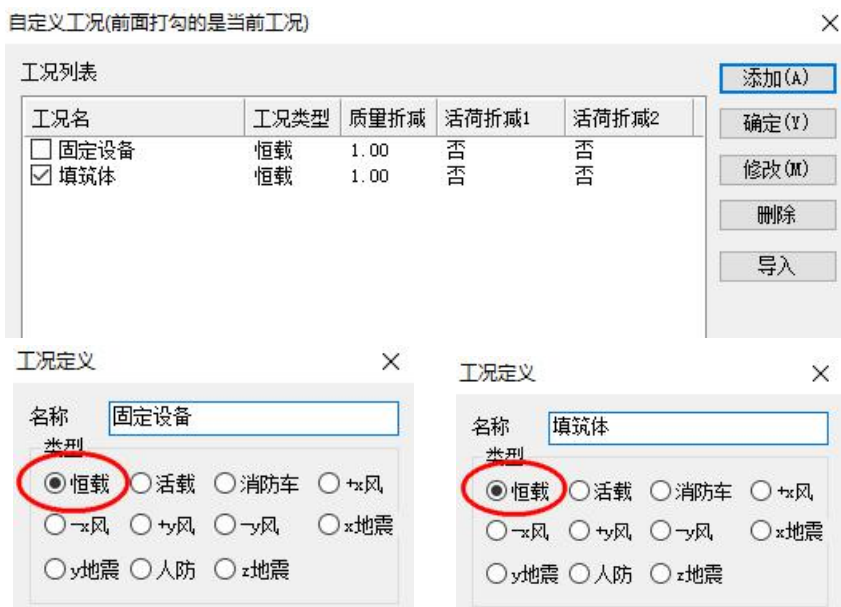 自定义工况(前面打勾的是当前工况)
工况列表
添加(A)
工况名 工况类型 质量折减 活荷折减1 活荷折减2
确定(Y)
固定设备 恒载 1.00 否 否
填筑体 恒载 1.00 否 否
修改(M)
删除
导入
工况定义
名称 固定设备
类型
恒载 活载 消防车 +x风
-x风 +y风 -y风 x地震
y地震 人防 z地震
工况定义
名称 填筑体
类型
恒载 活载 消防车 +x风
-x风 +y风 -y风 x地震
y地震 人防 z地震